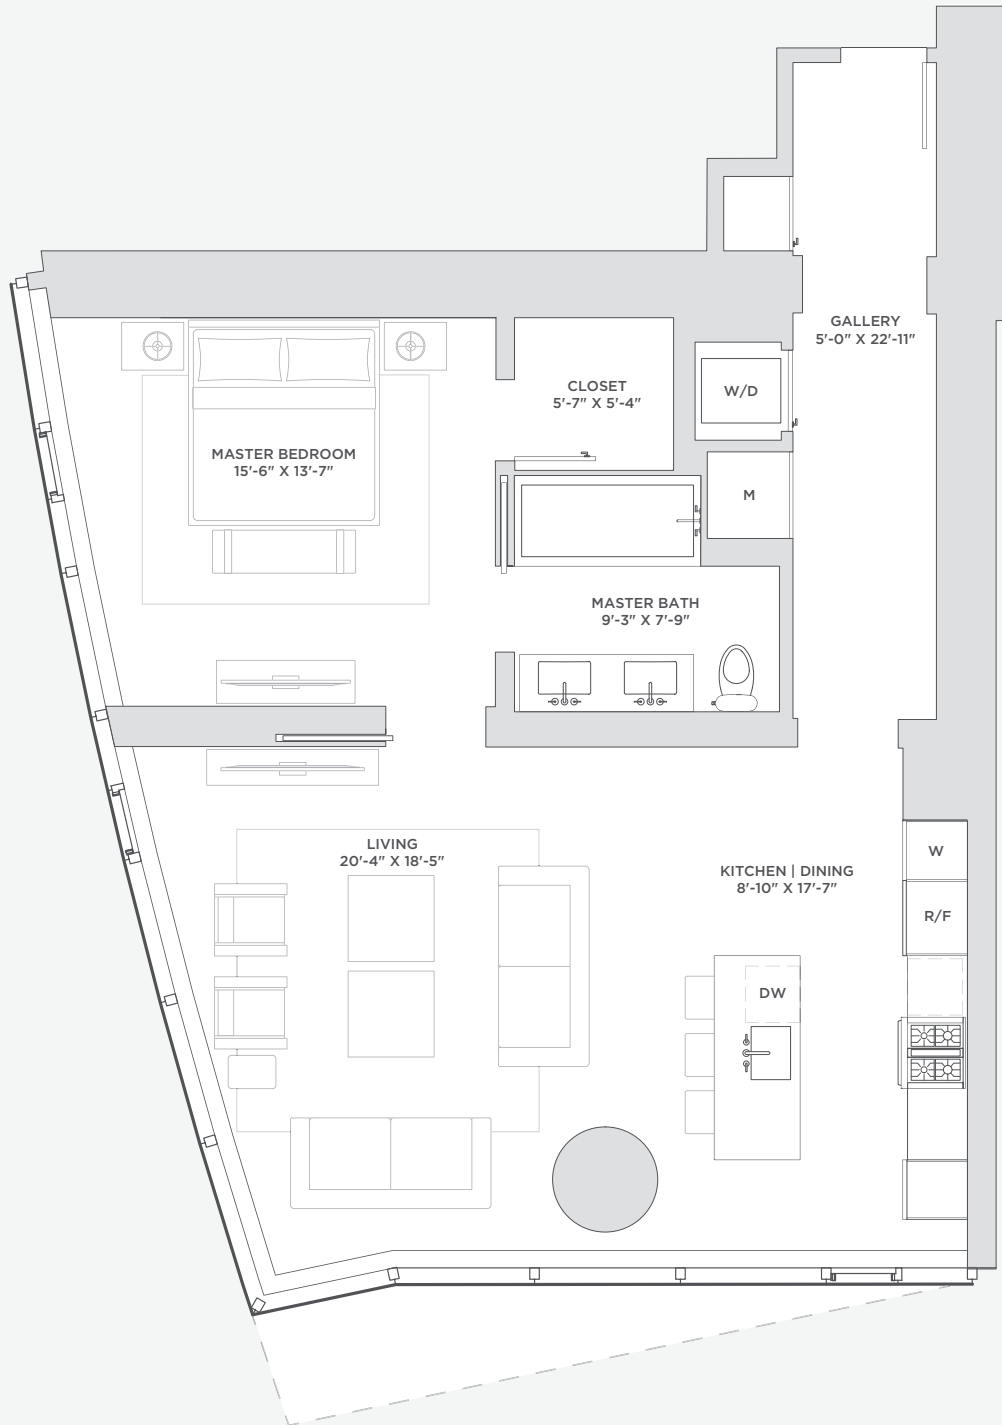 GALLERY
5'-0" X 22'-11"
CLOSET
5'-7" X 5'-4"
W/D
MASTER BEDROOM
15'-6" X 13'-7"
M
MASTER BATH
9'-3" X 7'-9"
LIVING
20'-4" X 18'-5"
KITCHEN | DINING
8'-10" X 17'-7"
W
R/F
DW